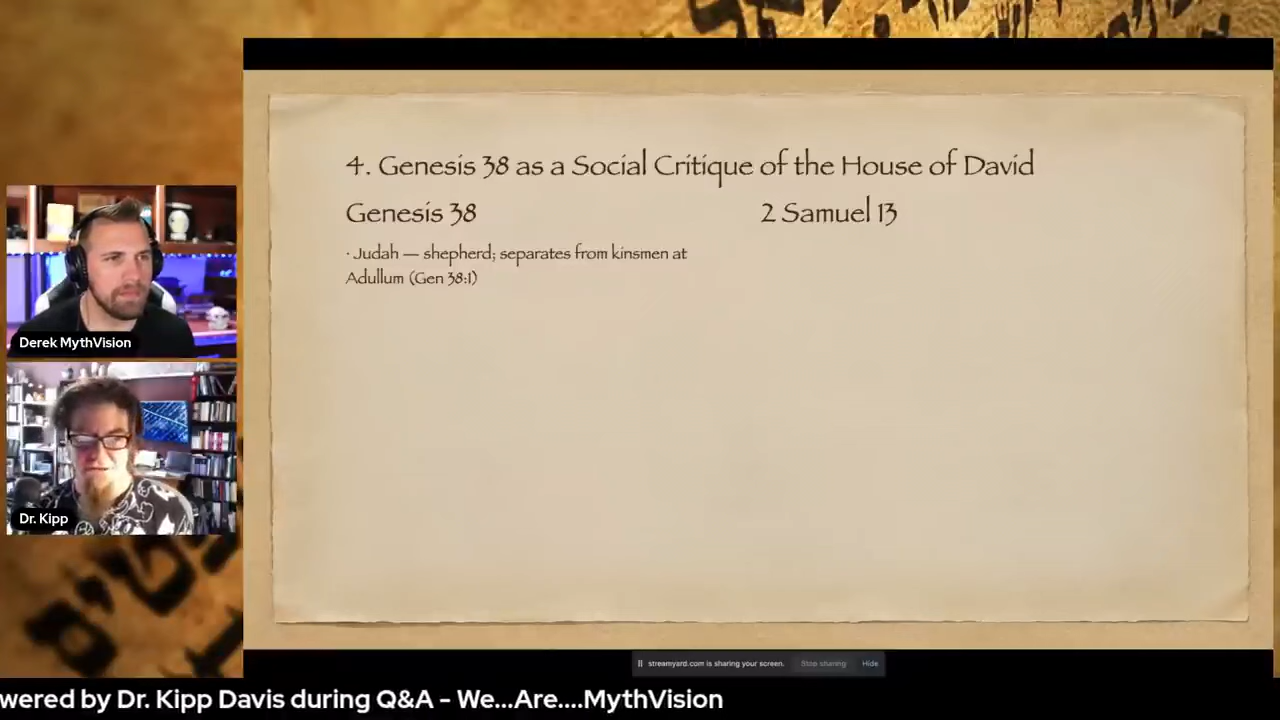 4. Genesis 38 as a Social Critique of the House of David
Genesis 38
2 Samuel 13
· Judah — shepherd; separates from kinsmen at
Adullum (Gen 38:1)
Derek MythVision
Dr. Kipp
streamyard.com is sharing your screen.
Stop sharing
Hide
wered by Dr. Kipp Davis during Q&A - We...Are....MythVision